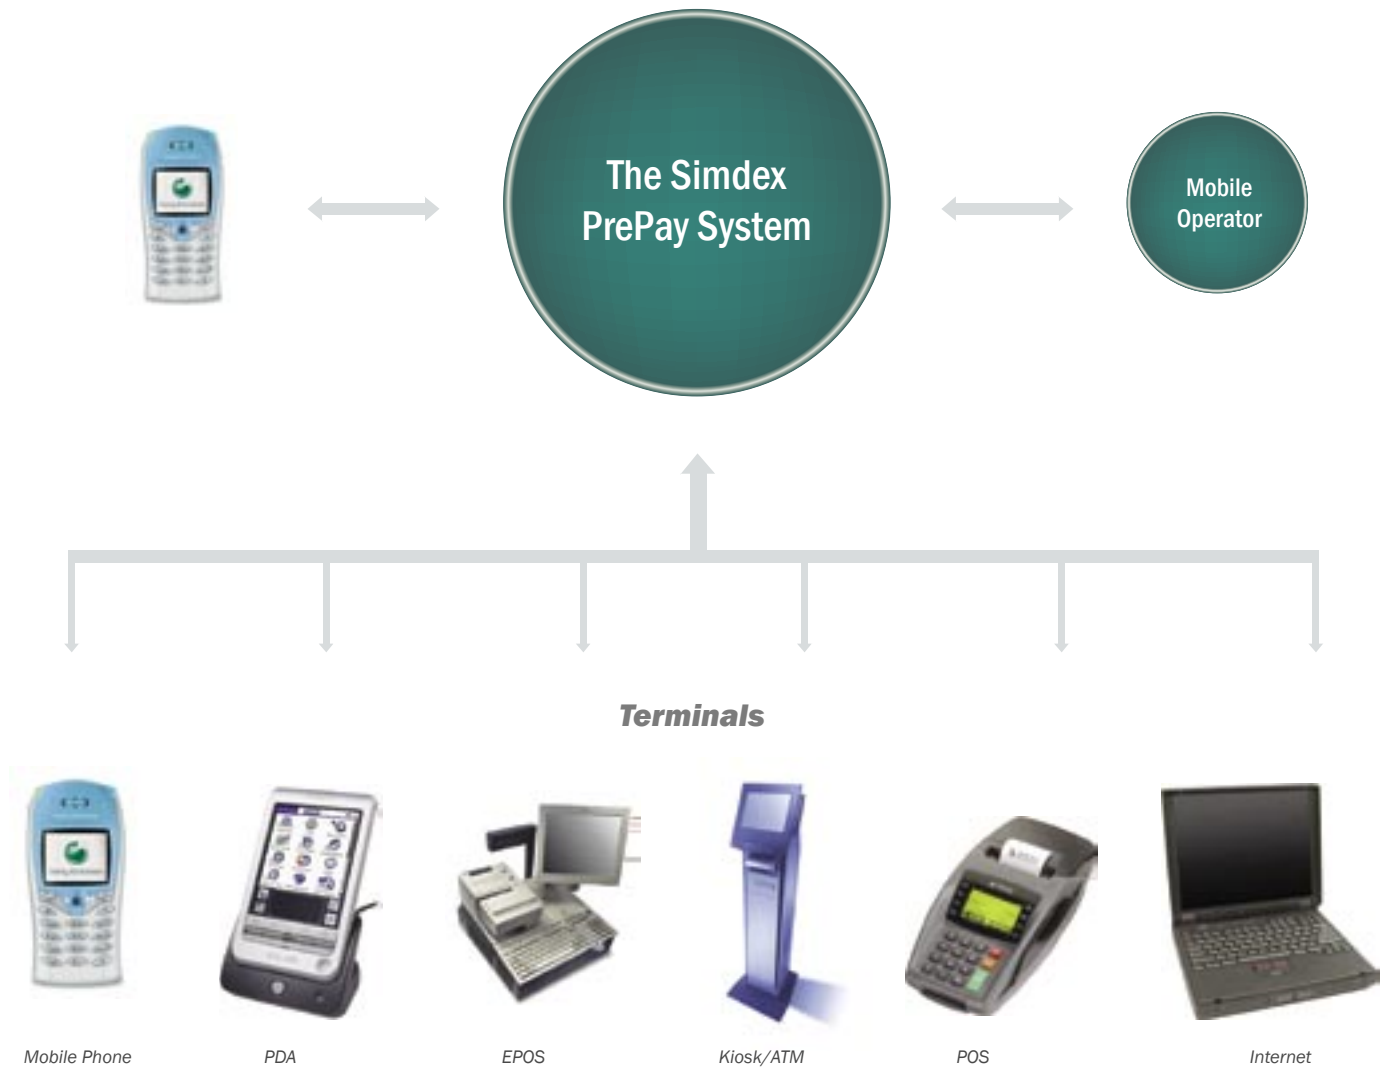 The Simdex
PrePay System
Mobile
Operator
Terminals
Mobile Phone
PDA
EPOS
Kiosk/ATM
POS
Internet